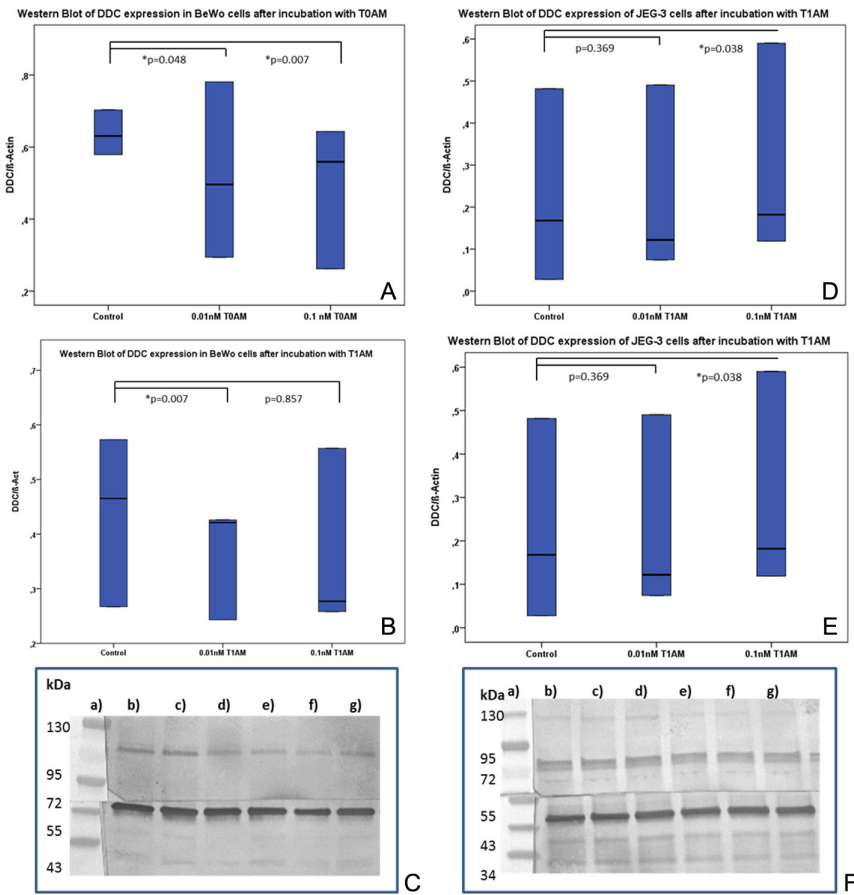 Western Blot of DDC expression in BeWo cells after incubation with T0AM
*p=0.048
*p=0.007
,8
,6
,4
,2
DDC/ß-Actin
Control
0.01nM T0AM
0.1 nM T0AM
A
Western Blot of DDC expression of JEG-3 cells after incubation with T1AM
p=0.369
*p=0.038
,6
,5
,4
,3
,2
,1
,0
DDC/ß-Actin
Control
0.01nM T1AM
0.1nM T1AM
D
Western Blot of DDC expression in BeWo cells after incubation with T1AM
*p=0.007
p=0.857
,7
,6
,5
,4
,3
,2
DDC/ß-Act
Control
0.01nM T1AM
0.1nM T1AM
B
Western Blot of DDC expression of JEG-3 cells after incubation with T1AM
p=0.369
*p=0.038
,6
,5
,4
,3
,2
,1
,0
DDC/ß-Actin
Control
0.01nM T1AM
0.1nM T1AM
E
kDa
a) b) c) d) e) f) g)
130
95
72
55
43
C
kDa a) b) c) d) e) f) g)
130
95
72
55
43
34
F